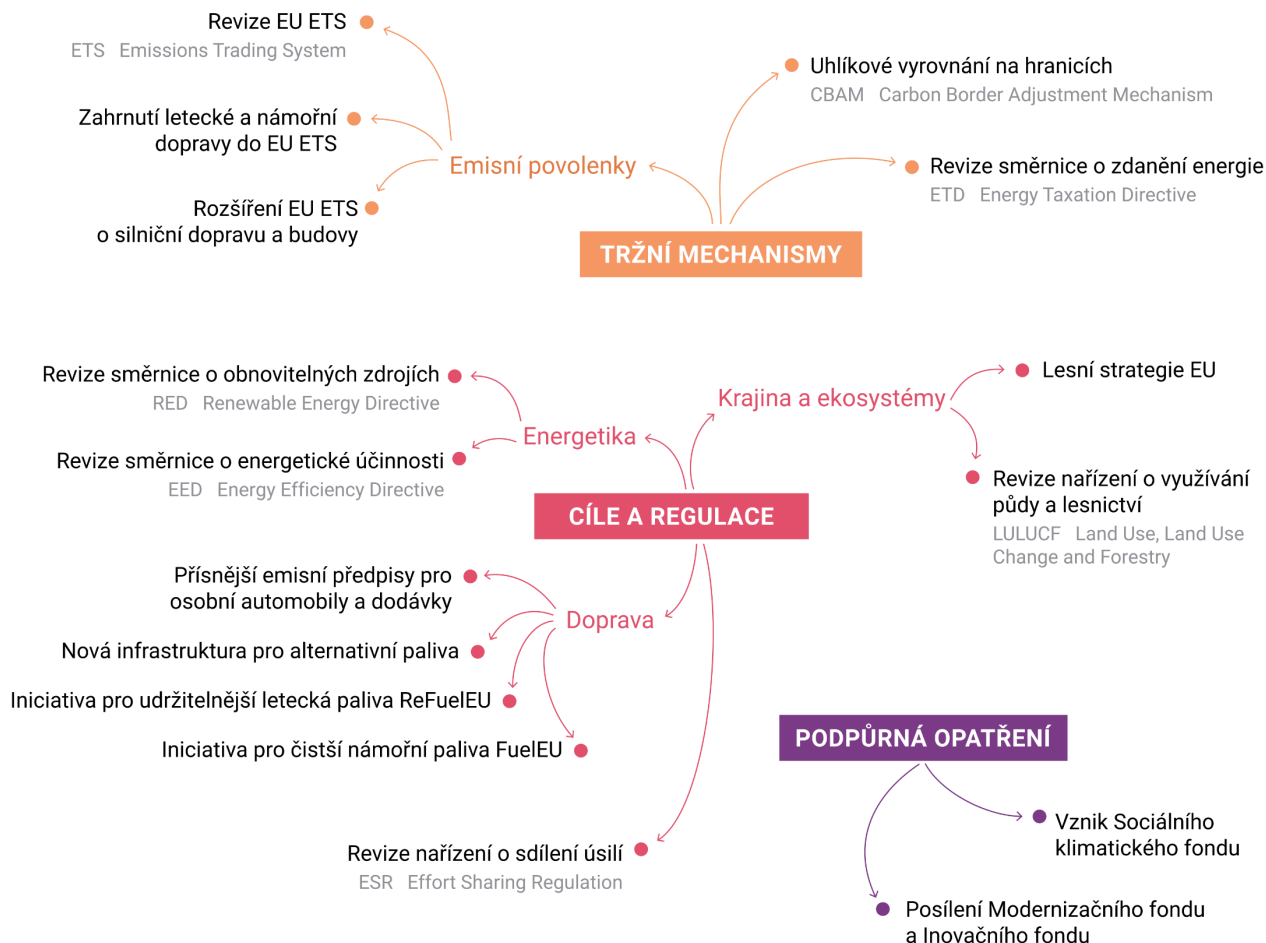 Revize EU ETS
ETS Emissions Trading System
Zahrnutí letecké a námořní
dopravy do EU ETS
Rozšíření EU ETS
o silniční dopravu a budovy
Emisní povolenky
Uhlíkové vyrovnání na hranicích
CBAM Carbon Border Adjustment Mechanism
Revize směrnice o zdanění energie
ETD Energy Taxation Directive
TRŽNÍ MECHANISMY
Revize směrnice o obnovitelných zdrojích
RED Renewable Energy Directive
Revize směrnice o energetické účinnosti
EED Energy Efficiency Directive
Energetika
Krajina a ekosystémy
Lesní strategie EU
Revize nařízení o využívání
půdy a lesnictví
LULUCF Land Use, Land Use
Change and Forestry
CÍLE A REGULACE
Přísnější emisní předpisy pro
osobní automobily a dodávky
Doprava
Nová infrastruktura pro alternativní paliva
Iniciativa pro udržitelnější letecká paliva ReFuelEU
Iniciativa pro čistší námořní paliva FuelEU
Revize nařízení o sdílení úsilí
ESR Effort Sharing Regulation
PODPŮRNÁ OPATŘENÍ
Vznik Sociálního
klimatického fondu
Posílení Modernizačního fondu
a Inovačního fondu